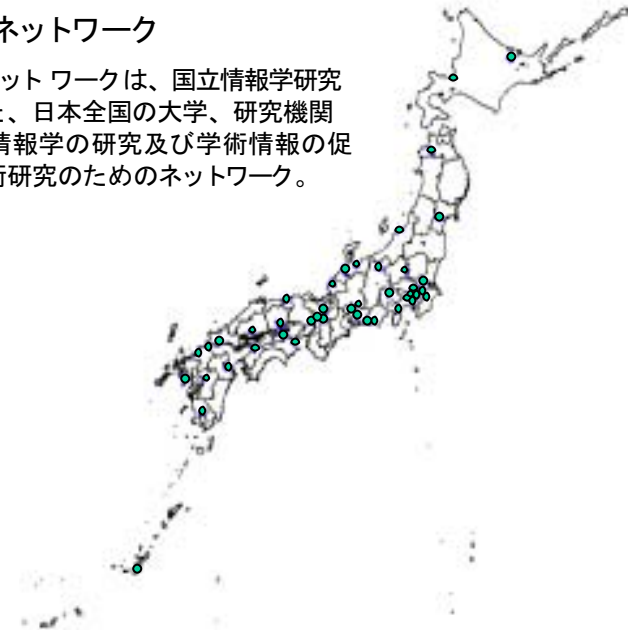 ネットワーク
ット ワークは、国立情報学研究
、日本全国の大学、研究機関
情報学の研究及び学術情報の促
研究のためのネットワーク。